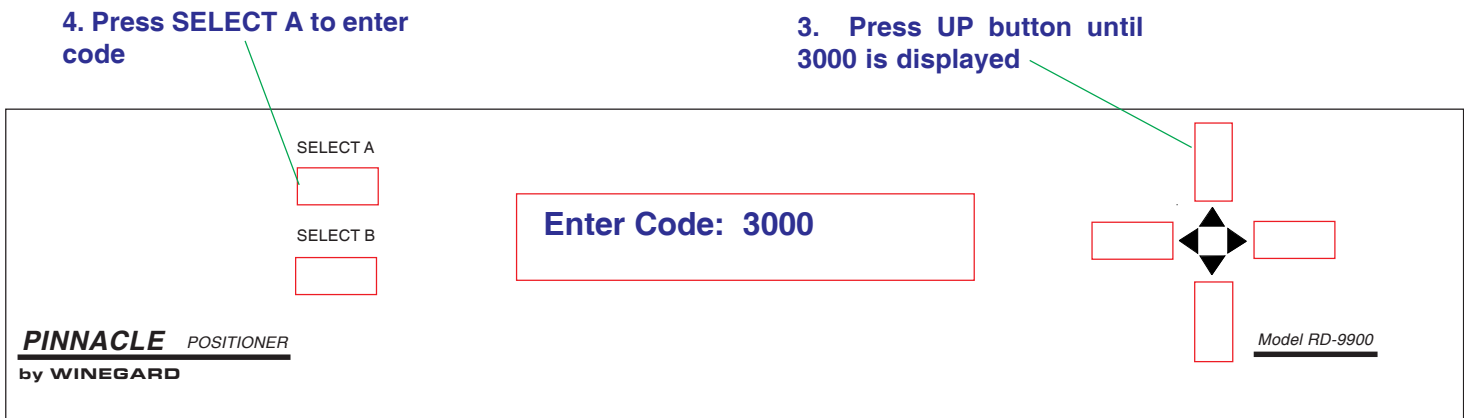 4. Press SELECT A to enter
code
3. Press UP button until
3000 is displayed
SELECT A
Enter Code: 3000
SELECT B
PINNACLE POSITIONER
by WINEGARD
Model RD-9900